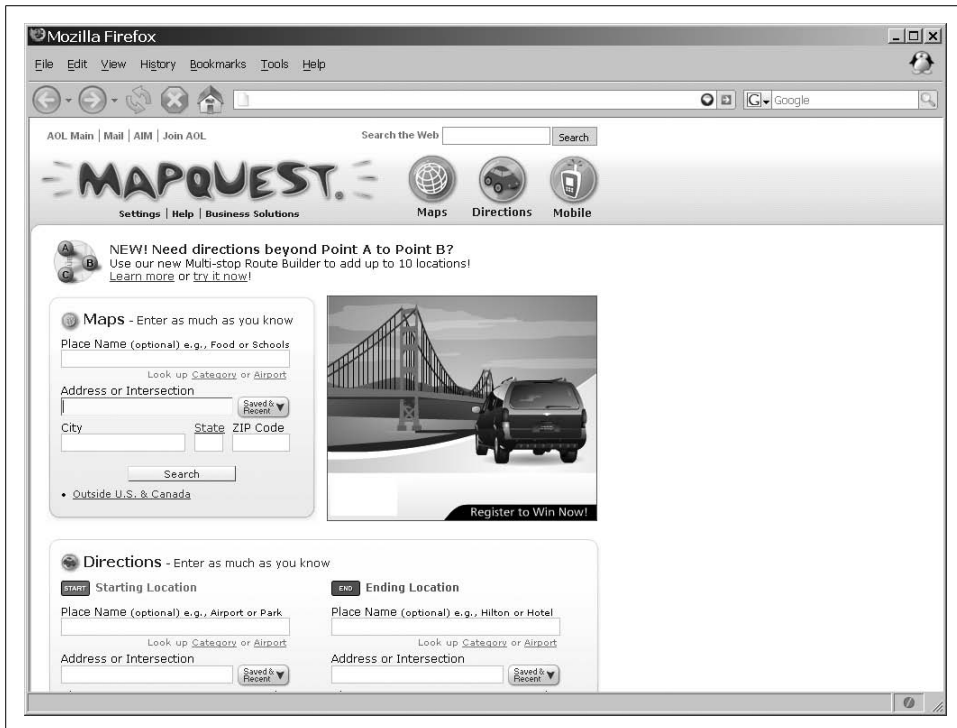 Mozilla Firefox
File Edit View History Bookmarks Tools Help
G Google
AOL Main | Mail | AIM | Join AOL
Search the Web Search
MAPQUEST.
Settings | Help | Business Solutions
Maps Directions Mobile
A B C
NEW! Need directions beyond Point A to Point B?
Use our new Multi-stop Route Builder to add up to 10 locations!
Learn more or try it now!
Maps - Enter as much as you know
Place Name (optional) e.g., Food or Schools
Look up Category or Airport
Address or Intersection
Saved & Recent
City State ZIP Code
Search
• Outside U.S. & Canada
Register to Win Now!
Directions - Enter as much as you know
START Starting Location
Place Name (optional) e.g., Airport or Park
Look up Category or Airport
Address or Intersection
Saved & Recent
END Ending Location
Place Name (optional) e.g., Hilton or Hotel
Look up Category or Airport
Address or Intersection
Saved & Recent